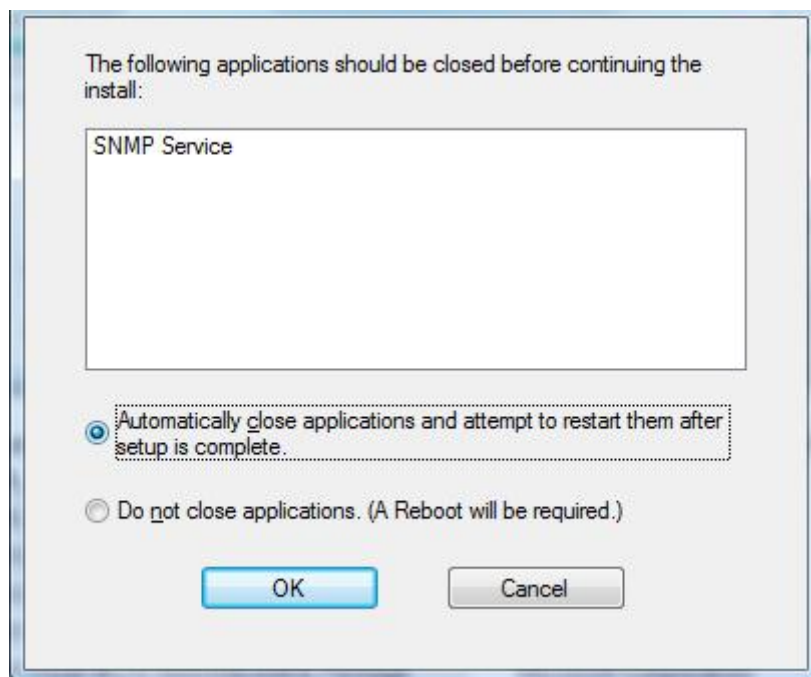 The following applications should be closed before continuing the
install:
SNMP Service
Automatically close applications and attempt to restart them after
setup is complete.
Do not close applications. (A Reboot will be required.)
OK
Cancel